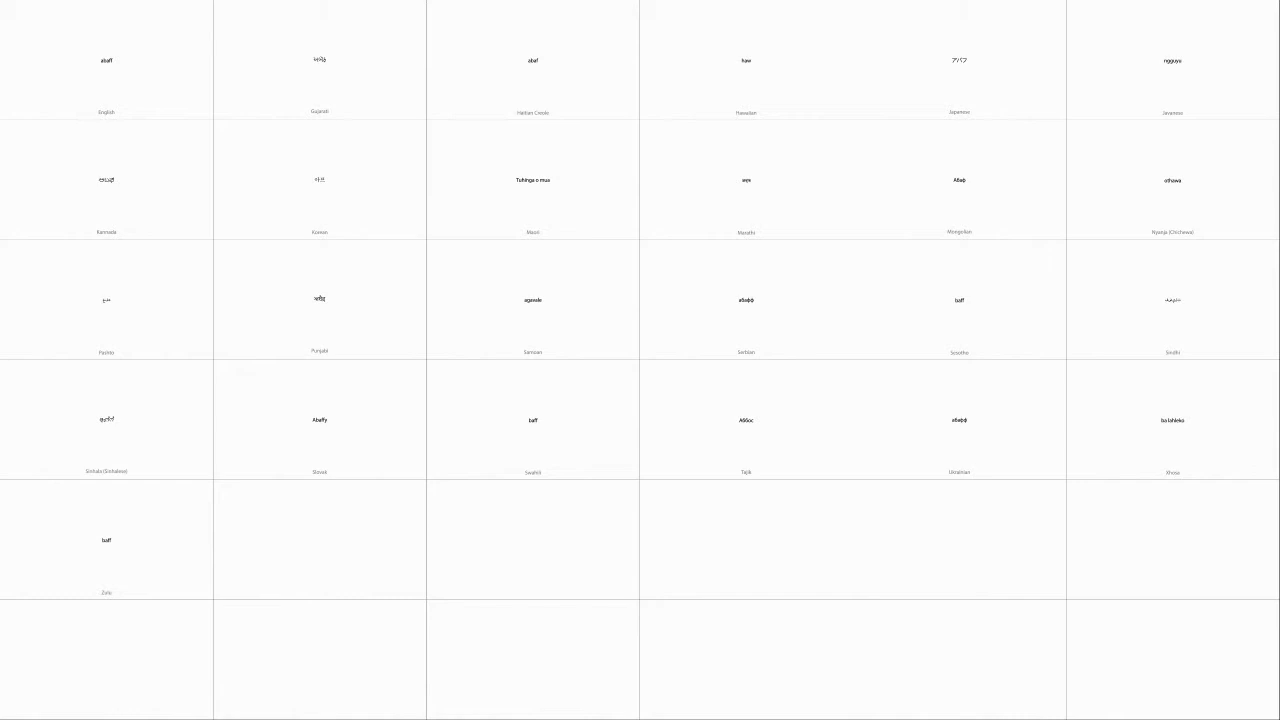 abaff
English
Gujarati
abaf
Haitian Creole
haw
Hawaiian
アバフ
Japanese
ngguyu
Javanese
Kannada
Korean
Tuhinga o mua
Maori
Marathi
Абаф
Mongolian
othawa
Nyanja (Chichewa)
Pashto
Punjabi
agavale
Samoan
абафф
Serbian
baff
Sesotho
Sindhi
Sinhala (Sinhalese)
Abaffy
Slovak
baff
Swahili
Аббос
Tajik
абафф
Ukrainian
ba lahleko
Xhosa
baff
Zulu